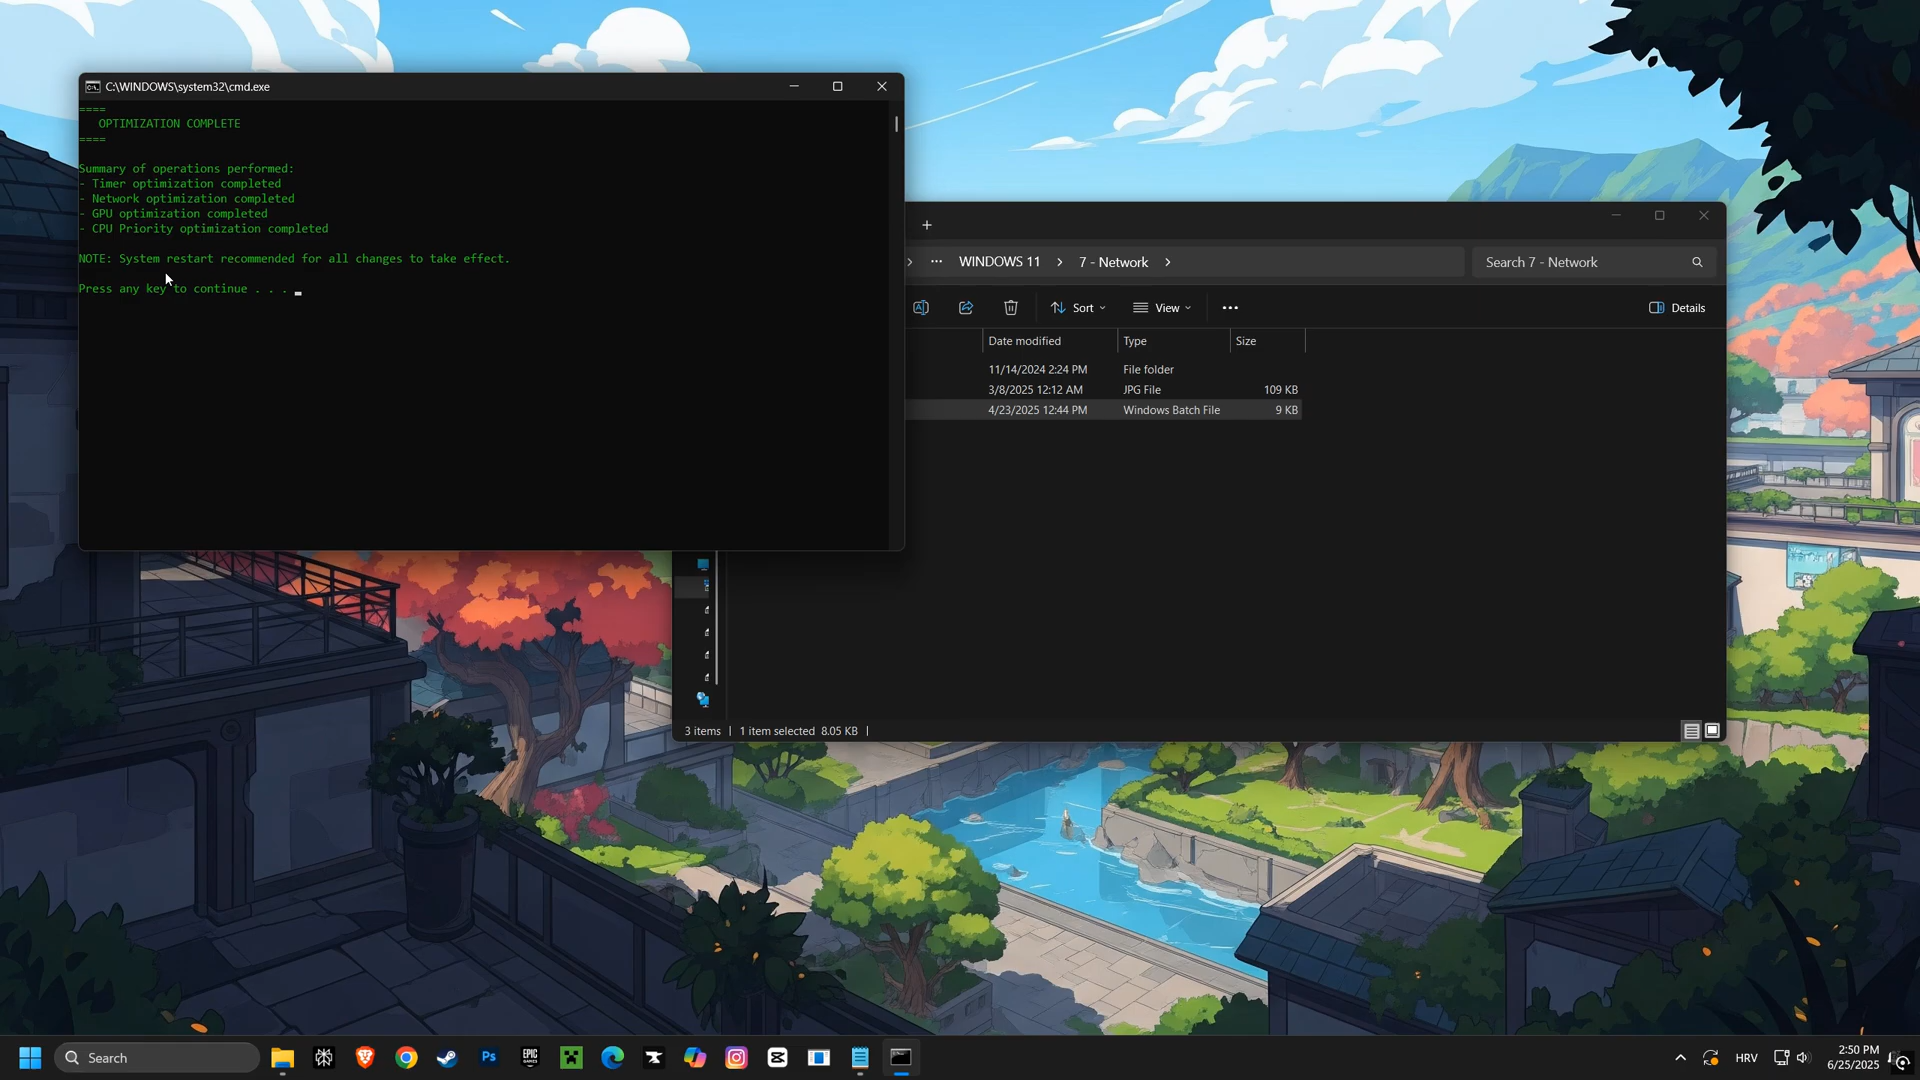 C:\WINDOWS\system32\cmd.exe
====
OPTIMIZATION COMPLETE
====
Summary of operations performed:
- Timer optimization completed
- Network optimization completed
- GPU optimization completed
- CPU Priority optimization completed
NOTE: System restart recommended for all changes to take effect.
Press any key to continue . . .
WINDOWS 11 > 7 - Network >
Search 7 - Network
Sort
View
Details
Date modified Type Size
11/14/2024 2:24 PM File folder
3/8/2025 12:12 AM JPG File 109 KB
4/23/2025 12:44 PM Windows Batch File 9 KB
3 items | 1 item selected 8.05 KB |
Search
Ps
EPIC GAMES
HRV
2:50 PM
6/25/2025